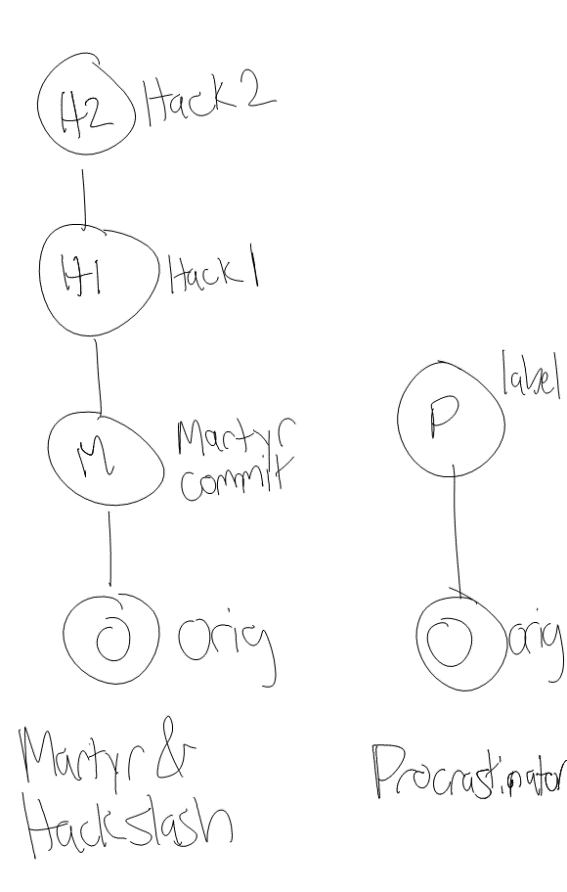 H2 Hack 2
H1 Hack 1
M Martyr
commit
O orig
Martyr &
Hackslash
label
P
O orig
Procrastinator